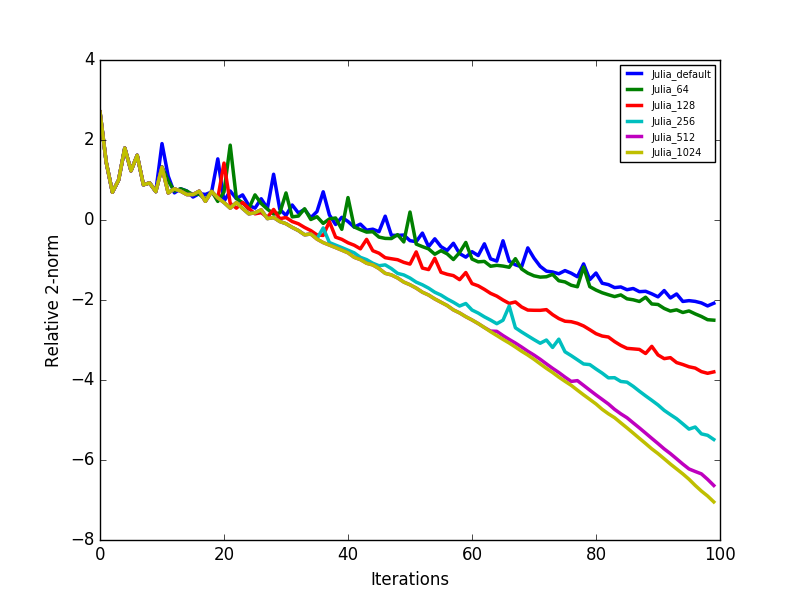 4
2
0
−2
−4
−6
−8
0 20 40 60 80 100
Relative 2-norm
Iterations
Julia_default
Julia_64
Julia_128
Julia_256
Julia_512
Julia_1024